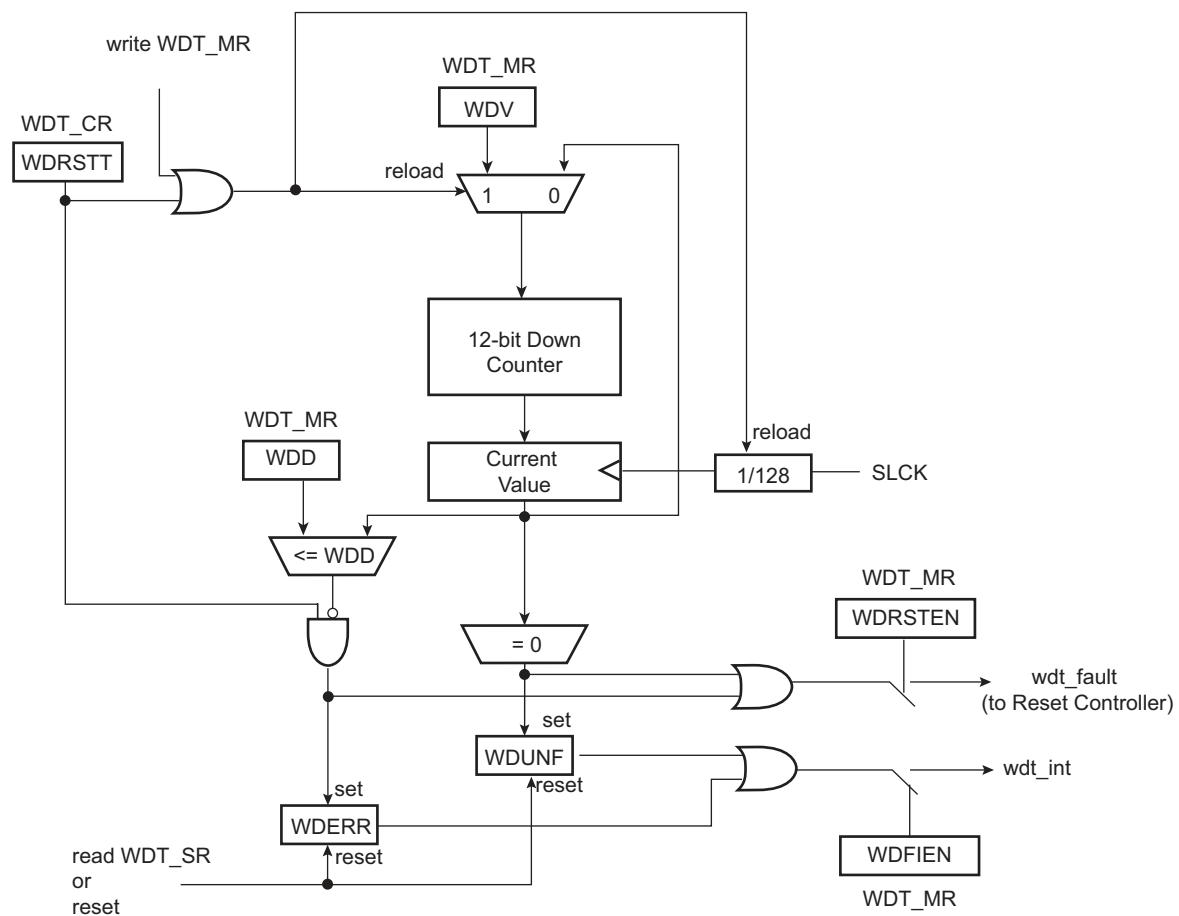 write WDT_MR
WDT_MR
WDV
WDT_CR
WDRSTT
reload
1 0
12-bit Down
Counter
WDT_MR
WDD
reload
Current
Value
1/128
SLCK
<= WDD
WDT_MR
WDRSTEN
= 0
wdt_fault
(to Reset Controller)
set
WDUNF
reset
wdt_int
set
WDERR
reset
WDFIEN
WDT_MR
read WDT_SR
or
reset